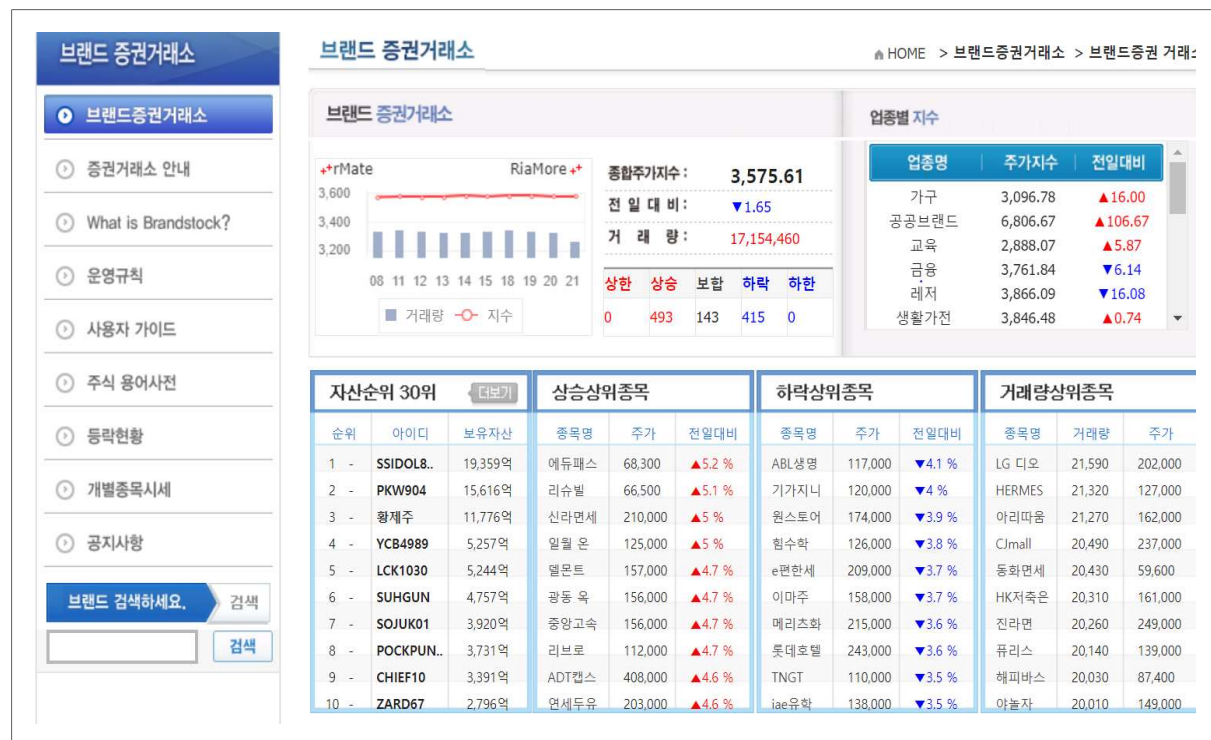 브랜드 증권거래소
브랜드증권거래소
증권거래소 안내
What is Brandstock?
운영규칙
사용자 가이드
주식 용어사전
등락현황
개별종목시세
공지사항
브랜드 검색하세요. 검색
검색
브랜드 증권거래소
HOME > 브랜드증권거래소 > 브랜드증권 거래소
브랜드 증권거래소
rMate RiaMore
3,600
3,400
3,200
08 11 12 13 14 15 18 19 20 21
거래량 지수
종합주가지수 : 3,575.61
전 일 대 비 : ▼1.65
거 래 량 : 17,154,460
상한 상승 보합 하락 하한
0 493 143 415 0
업종별 지수
업종명 주가지수 전일대비
가구 3,096.78 ▲16.00
공공브랜드 6,806.67 ▲106.67
교육 2,888.07 ▲5.87
금융 3,761.84 ▼6.14
레저 3,866.09 ▼16.08
생활가전 3,846.48 ▲0.74
자산순위 30위 더보기
순위 아이디 보유자산
1 - SSIDOL8.. 19,359억
2 - PKW904 15,616억
3 - 황제주 11,776억
4 - YCB4989 5,257억
5 - LCK1030 5,244억
6 - SUHGUN 4,757억
7 - SOJUK01 3,920억
8 - POCKPUN.. 3,731억
9 - CHIEF10 3,391억
10 - ZARD67 2,796억
상승상위종목
종목명 주가 전일대비
에듀패스 68,300 ▲5.2 %
리슈빌 66,500 ▲5.1 %
신라면세 210,000 ▲5 %
일월 온 125,000 ▲5 %
델몬트 157,000 ▲4.7 %
광동 옥 156,000 ▲4.7 %
중앙고속 156,000 ▲4.7 %
리브로 112,000 ▲4.7 %
ADT캡스 408,000 ▲4.6 %
연세두유 203,000 ▲4.6 %
하락상위종목
종목명 주가 전일대비
ABL생명 117,000 ▼4.1 %
기가지니 120,000 ▼4 %
원스토어 174,000 ▼3.9 %
힘수학 126,000 ▼3.8 %
e편한세 209,000 ▼3.7 %
이마주 158,000 ▼3.7 %
메리츠화 215,000 ▼3.6 %
롯데호텔 243,000 ▼3.6 %
TNGT 110,000 ▼3.5 %
jae유학 138,000 ▼3.5 %
거래량상위종목
종목명 거래량 주가
LG 디오 21,590 202,000
HERMES 21,320 127,000
아리따움 21,270 162,000
CJmall 20,490 237,000
동화면세 20,430 59,600
HK저축은 20,310 161,000
진라면 20,260 249,000
퓨리스 20,140 139,000
해피바스 20,030 87,400
야놀자 20,010 149,000